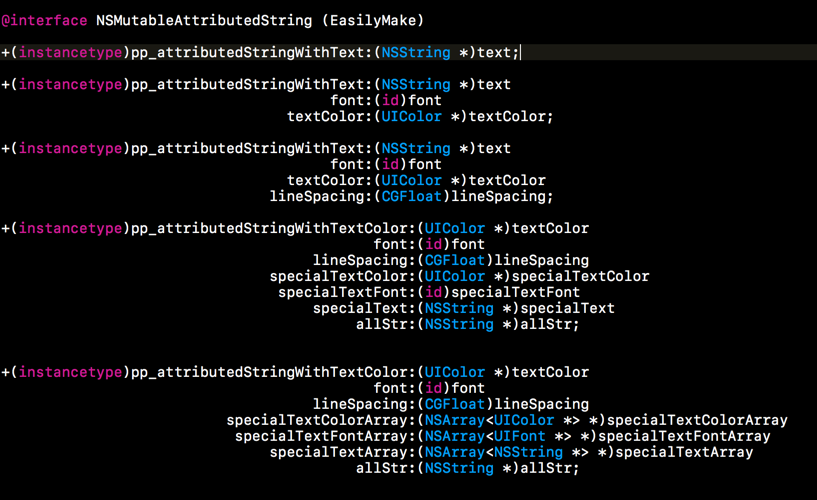 @interface NSMutableAttributedString (EasilyMake)
+(instancetype)pp_attributedStringWithText:(NSString *)text;
+(instancetype)pp_attributedStringWithText:(NSString *)text
font:(id)font
textColor:(UIColor *)textColor;
+(instancetype)pp_attributedStringWithText:(NSString *)text
font:(id)font
textColor:(UIColor *)textColor
lineSpacing:(CGFloat)lineSpacing;
+(instancetype)pp_attributedStringWithTextColor:(UIColor *)textColor
font:(id)font
lineSpacing:(CGFloat)lineSpacing
specialTextColor:(UIColor *)specialTextColor
specialTextFont:(id)specialTextFont
specialText:(NSString *)specialText
allStr:(NSString *)allStr;
+(instancetype)pp_attributedStringWithTextColor:(UIColor *)textColor
font:(id)font
lineSpacing:(CGFloat)lineSpacing
specialTextColorArray:(NSArray<UIColor *> *)specialTextColorArray
specialTextFontArray:(NSArray<UIFont *> *)specialTextFontArray
specialTextArray:(NSArray<NSString *> *)specialTextArray
allStr:(NSString *)allStr;